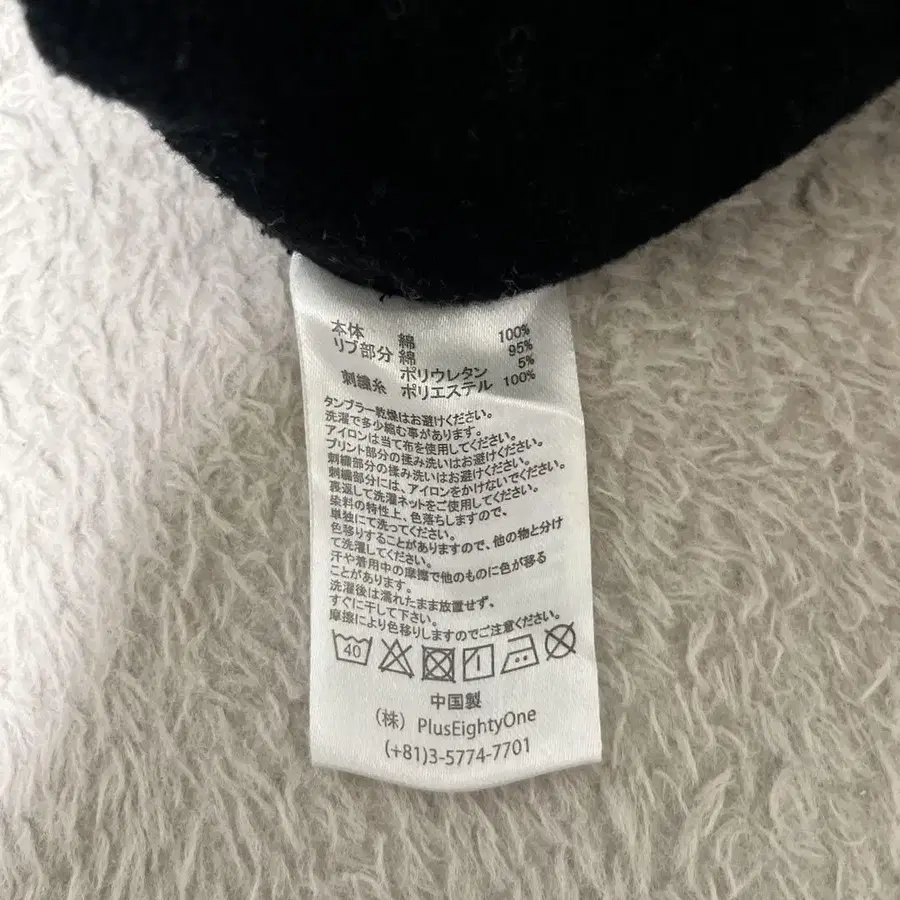 本体 綿 100%
リブ部分 綿 95%
ポリウレタン 5%
刺繍糸 ポリエステル 100%
タンブラー乾燥はお避けください。
洗濯で多少縮む事があります。
アイロンは当て布を使用してください。
プリント部分の揉み洗いはお避けください。
刺繍部分の揉み洗いはお避けください。
刺繍部分には、アイロンをかけないでください。
裏返して洗濯ネットをご使用してください。
染料の特性上、色落ちしますので、
単独にて洗ってください。
色移りすることがありますので、他の物と分け
て洗濯してください。
汗や着用中の摩擦で他のものに色が移る
ことがあります。
洗濯後は濡れたまま放置せず、
すぐに干して下さい。
摩擦により色移りしますのでご注意ください。
40
中国製
（株）PlusEightyOne
(+81)3-5774-7701